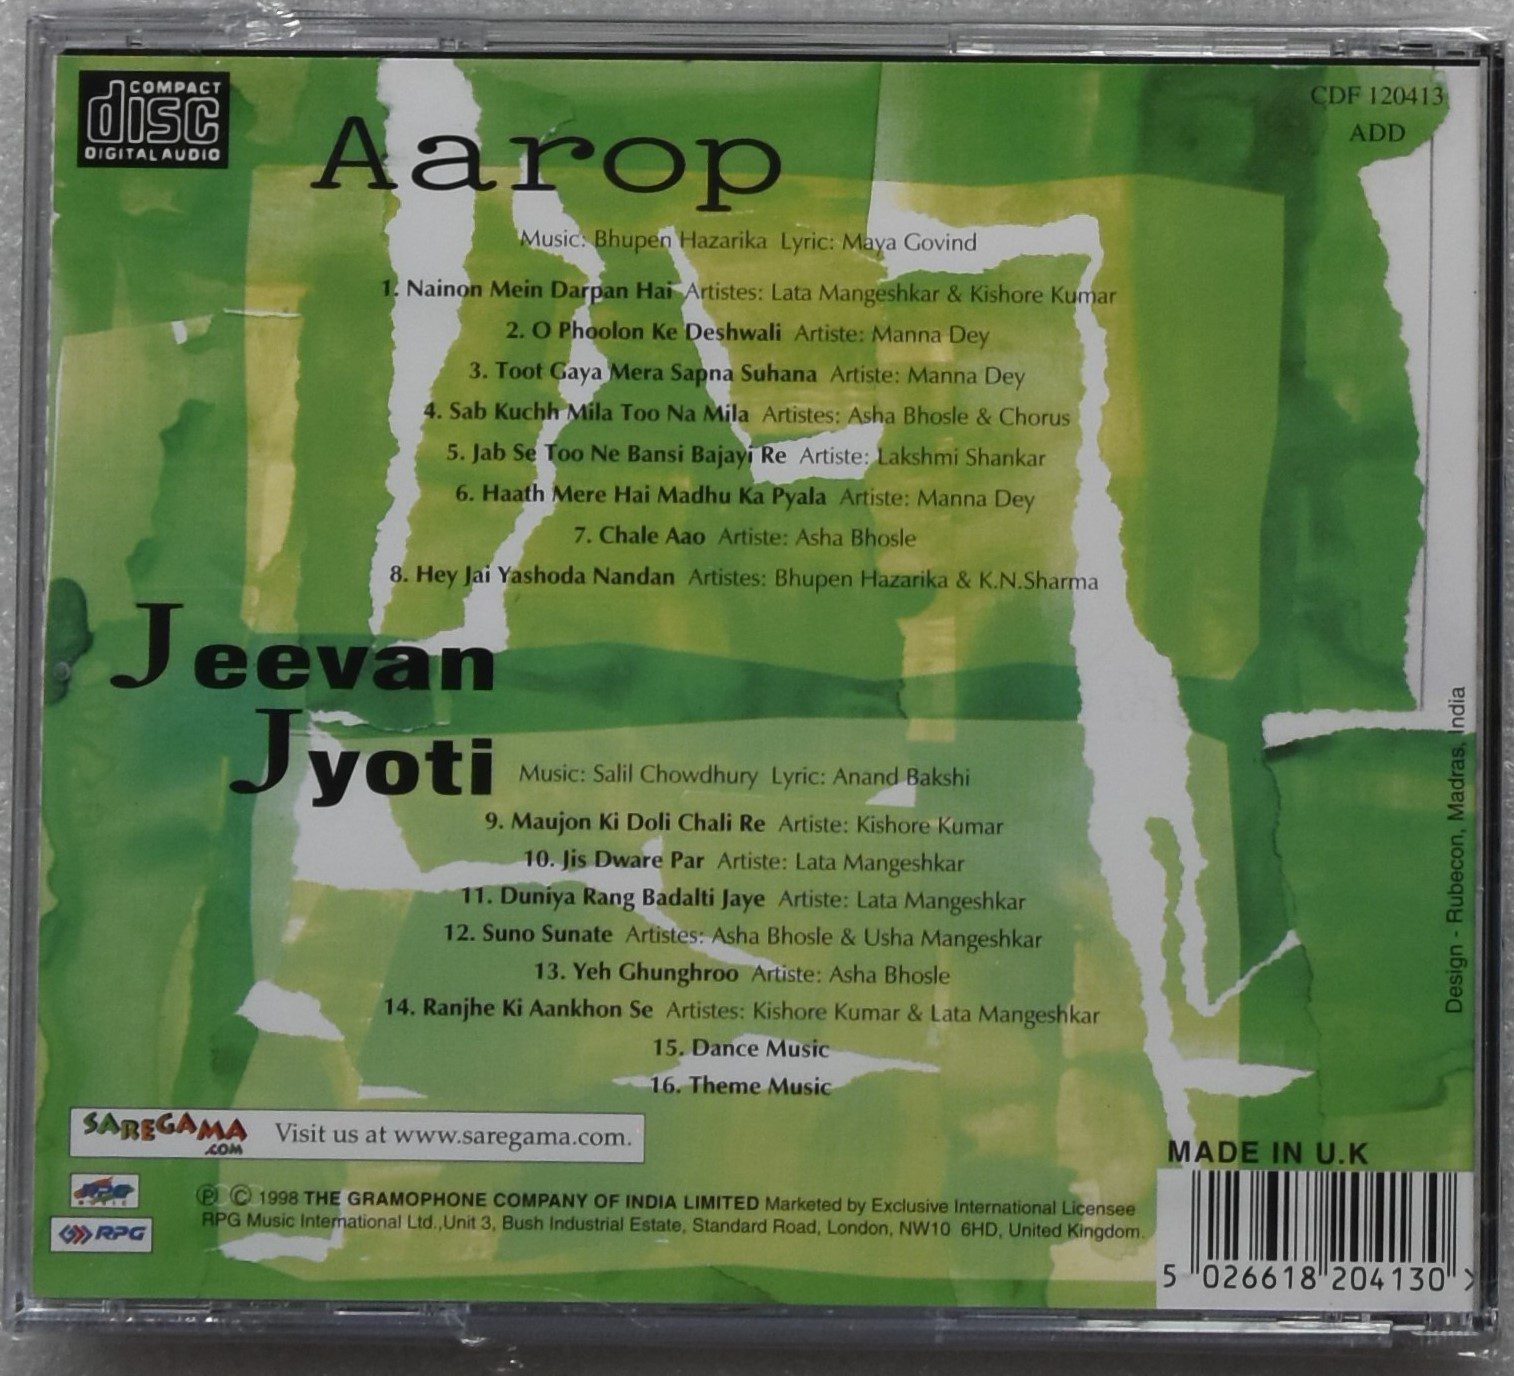 COMPACT
disc
DIGITAL AUDIO
CDF 120413
ADD
Aarop
Music: Bhupen Hazarika Lyric: Maya Govind
1. Nainon Mein Darpan Hai Artistes: Lata Mangeshkar & Kishore Kumar
2. O Phoolon Ke Deshwali Artiste: Manna Dey
3. Toot Gaya Mera Sapna Suhana Artiste: Manna Dey
4. Sab Kuchh Mila Too Na Mila Artistes: Asha Bhosle & Chorus
5. Jab Se Too Ne Bansi Bajayi Re Artiste: Lakshmi Shankar
6. Haath Mere Hai Madhu Ka Pyala Artiste: Manna Dey
7. Chale Aao Artiste: Asha Bhosle
8. Hey Jai Yashoda Nandan Artistes: Bhupen Hazarika & K.N.Sharma
Jeevan
Jyoti
Music: Salil Chowdhury Lyric: Anand Bakshi
9. Maujon Ki Doli Chali Re Artiste: Kishore Kumar
10. Jis Dware Par Artiste: Lata Mangeshkar
11. Duniya Rang Badalti Jaye Artiste: Lata Mangeshkar
12. Suno Sunate Artistes: Asha Bhosle & Usha Mangeshkar
13. Yeh Ghunghroo Artiste: Asha Bhosle
14. Ranjhe Ki Aankhon Se Artistes: Kishore Kumar & Lata Mangeshkar
15. Dance Music
16. Theme Music
Design - Rubecon, Madras, India
SAREGAMA
.COM
Visit us at www.saregama.com.
MADE IN U.K
RPG
MUSIC
RPG
℗ © 1998 THE GRAMOPHONE COMPANY OF INDIA LIMITED Marketed by Exclusive International Licensee
RPG Music International Ltd.,Unit 3, Bush Industrial Estate, Standard Road, London, NW10 6HD, United Kingdom.
5 026618 204130 >